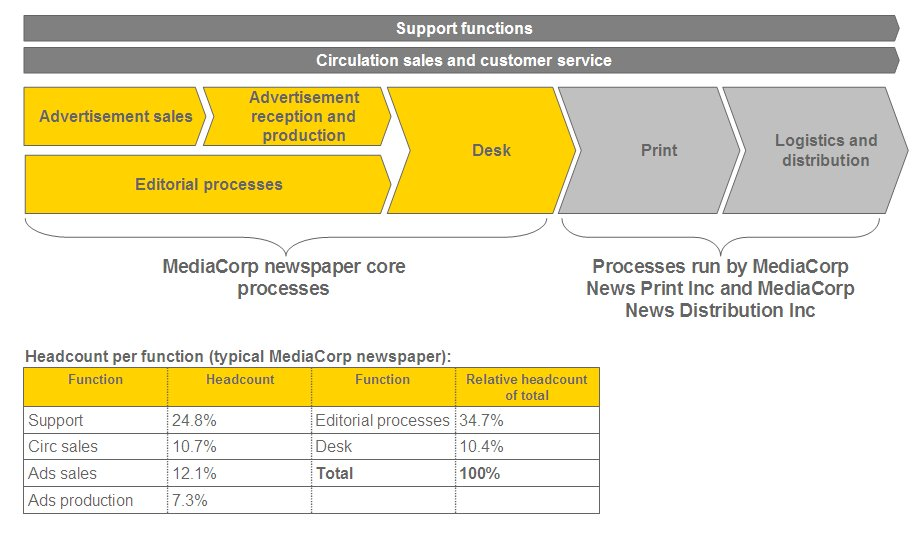 Support functions
Circulation sales and customer service
Advertisement sales
Advertisement
reception and
production
Editorial processes
Desk
Print
Logistics and
distribution
MediaCorp newspaper core
processes
Processes run by MediaCorp
News Print Inc and MediaCorp
News Distribution Inc
Headcount per function (typical MediaCorp newspaper):
Function Headcount Function Relative headcount
of total
Support 24.8% Editorial processes 34.7%
Circ sales 10.7% Desk 10.4%
Ads sales 12.1% Total 100%
Ads production 7.3%